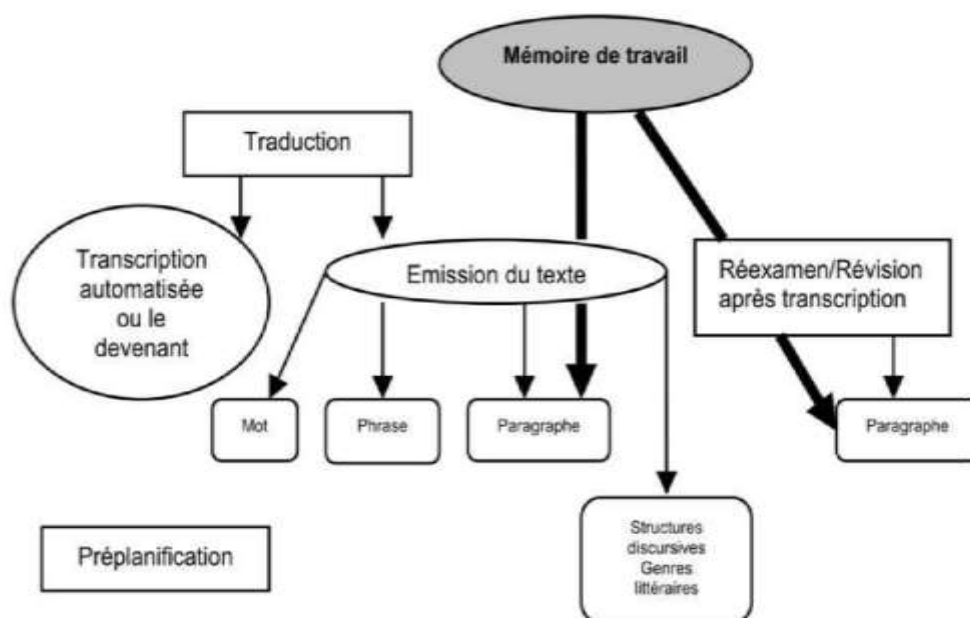 Mémoire de travail
Traduction
Transcription
automatisée
ou le
devenant
Emission du texte
Réexamen/Révision
après transcription
Mot
Phrase
Paragraphe
Paragraphe
Structures
discursives
Genres
littéraires
Préplanification